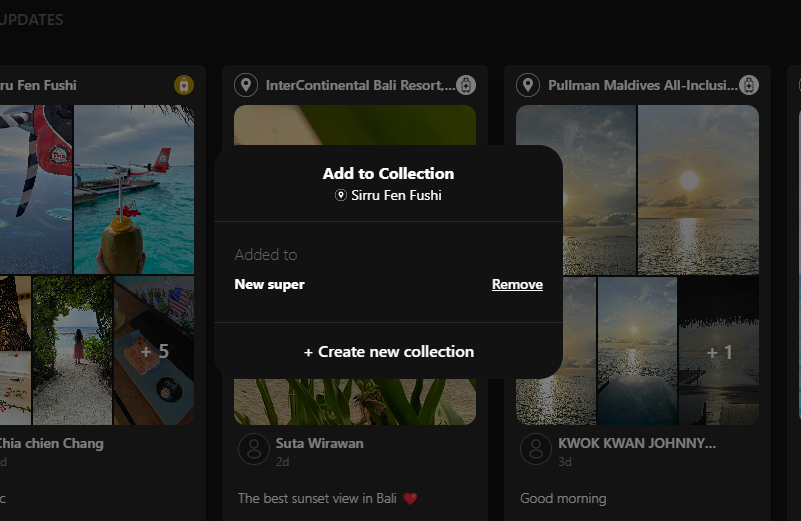 UPDATES
ru Fen Fushi
InterContinental Bali Resort,...
Pullman Maldives All-Inclusi...
Add to Collection
Sirru Fen Fushi
Added to
New super
Remove
+ Create new collection
+ 5
+ 1
Chia chien Chang
d
Suta Wirawan
2d
KWOK KWAN JOHNNY...
3d
c
The best sunset view in Bali ❤️
Good morning